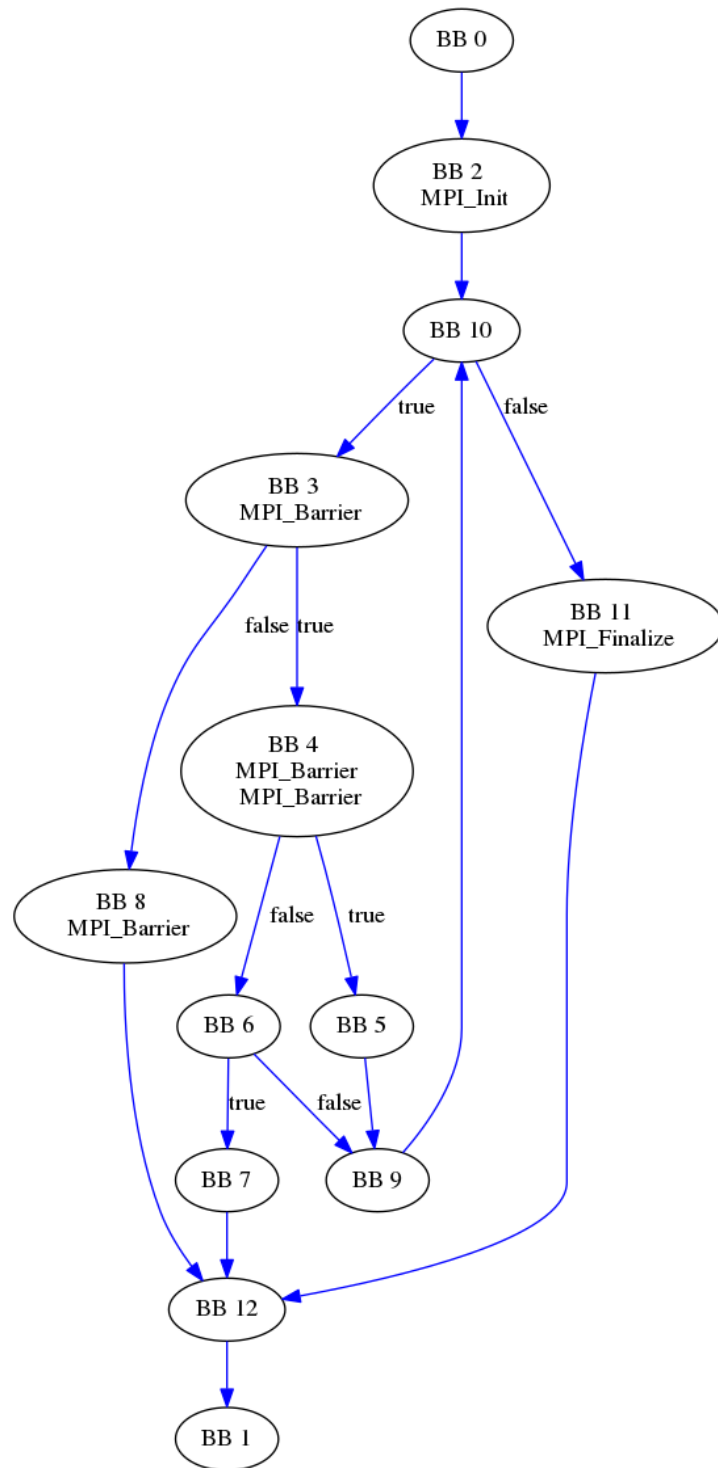 BB 0
BB 2
MPI_Init
BB 10
true
false
BB 3
MPI_Barrier
false
true
BB 11
MPI_Finalize
BB 4
MPI_Barrier
MPI_Barrier
BB 8
MPI_Barrier
false
true
BB 6
BB 5
true
false
BB 7
BB 9
BB 12
BB 1